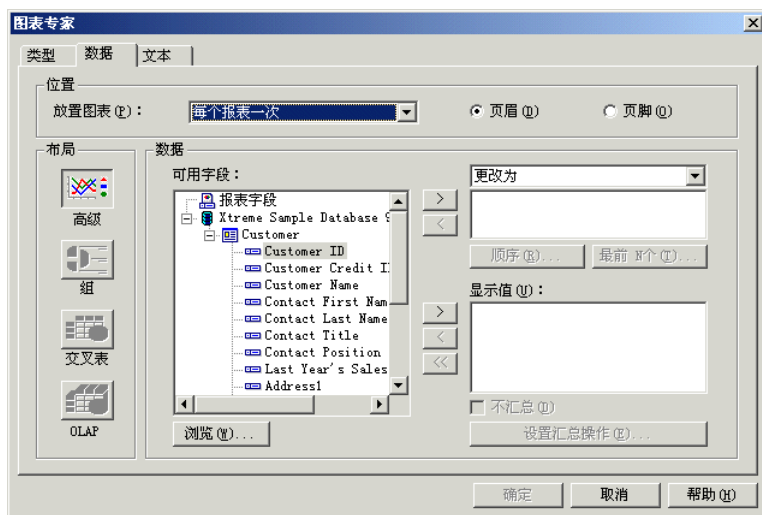 图表专家
类型 数据 文本
位置
放置图表(P)： 每个报表一次 页眉(D) 页脚(O)
布局 数据
高级
组
交叉表
OLAP
可用字段：
报表字段
Xtreme Sample Database 9
Customer
Customer ID
Customer Credit I
Customer Name
Contact First Nam
Contact Last Name
Contact Title
Contact Position
Last Year's Sales
Address1
浏览(W)...
> <
更改为
顺序(R)... 最前 N个(T)...
显示值(U)：
> < <<
不汇总(D)
设置汇总操作(E)...
确定 取消 帮助(H)